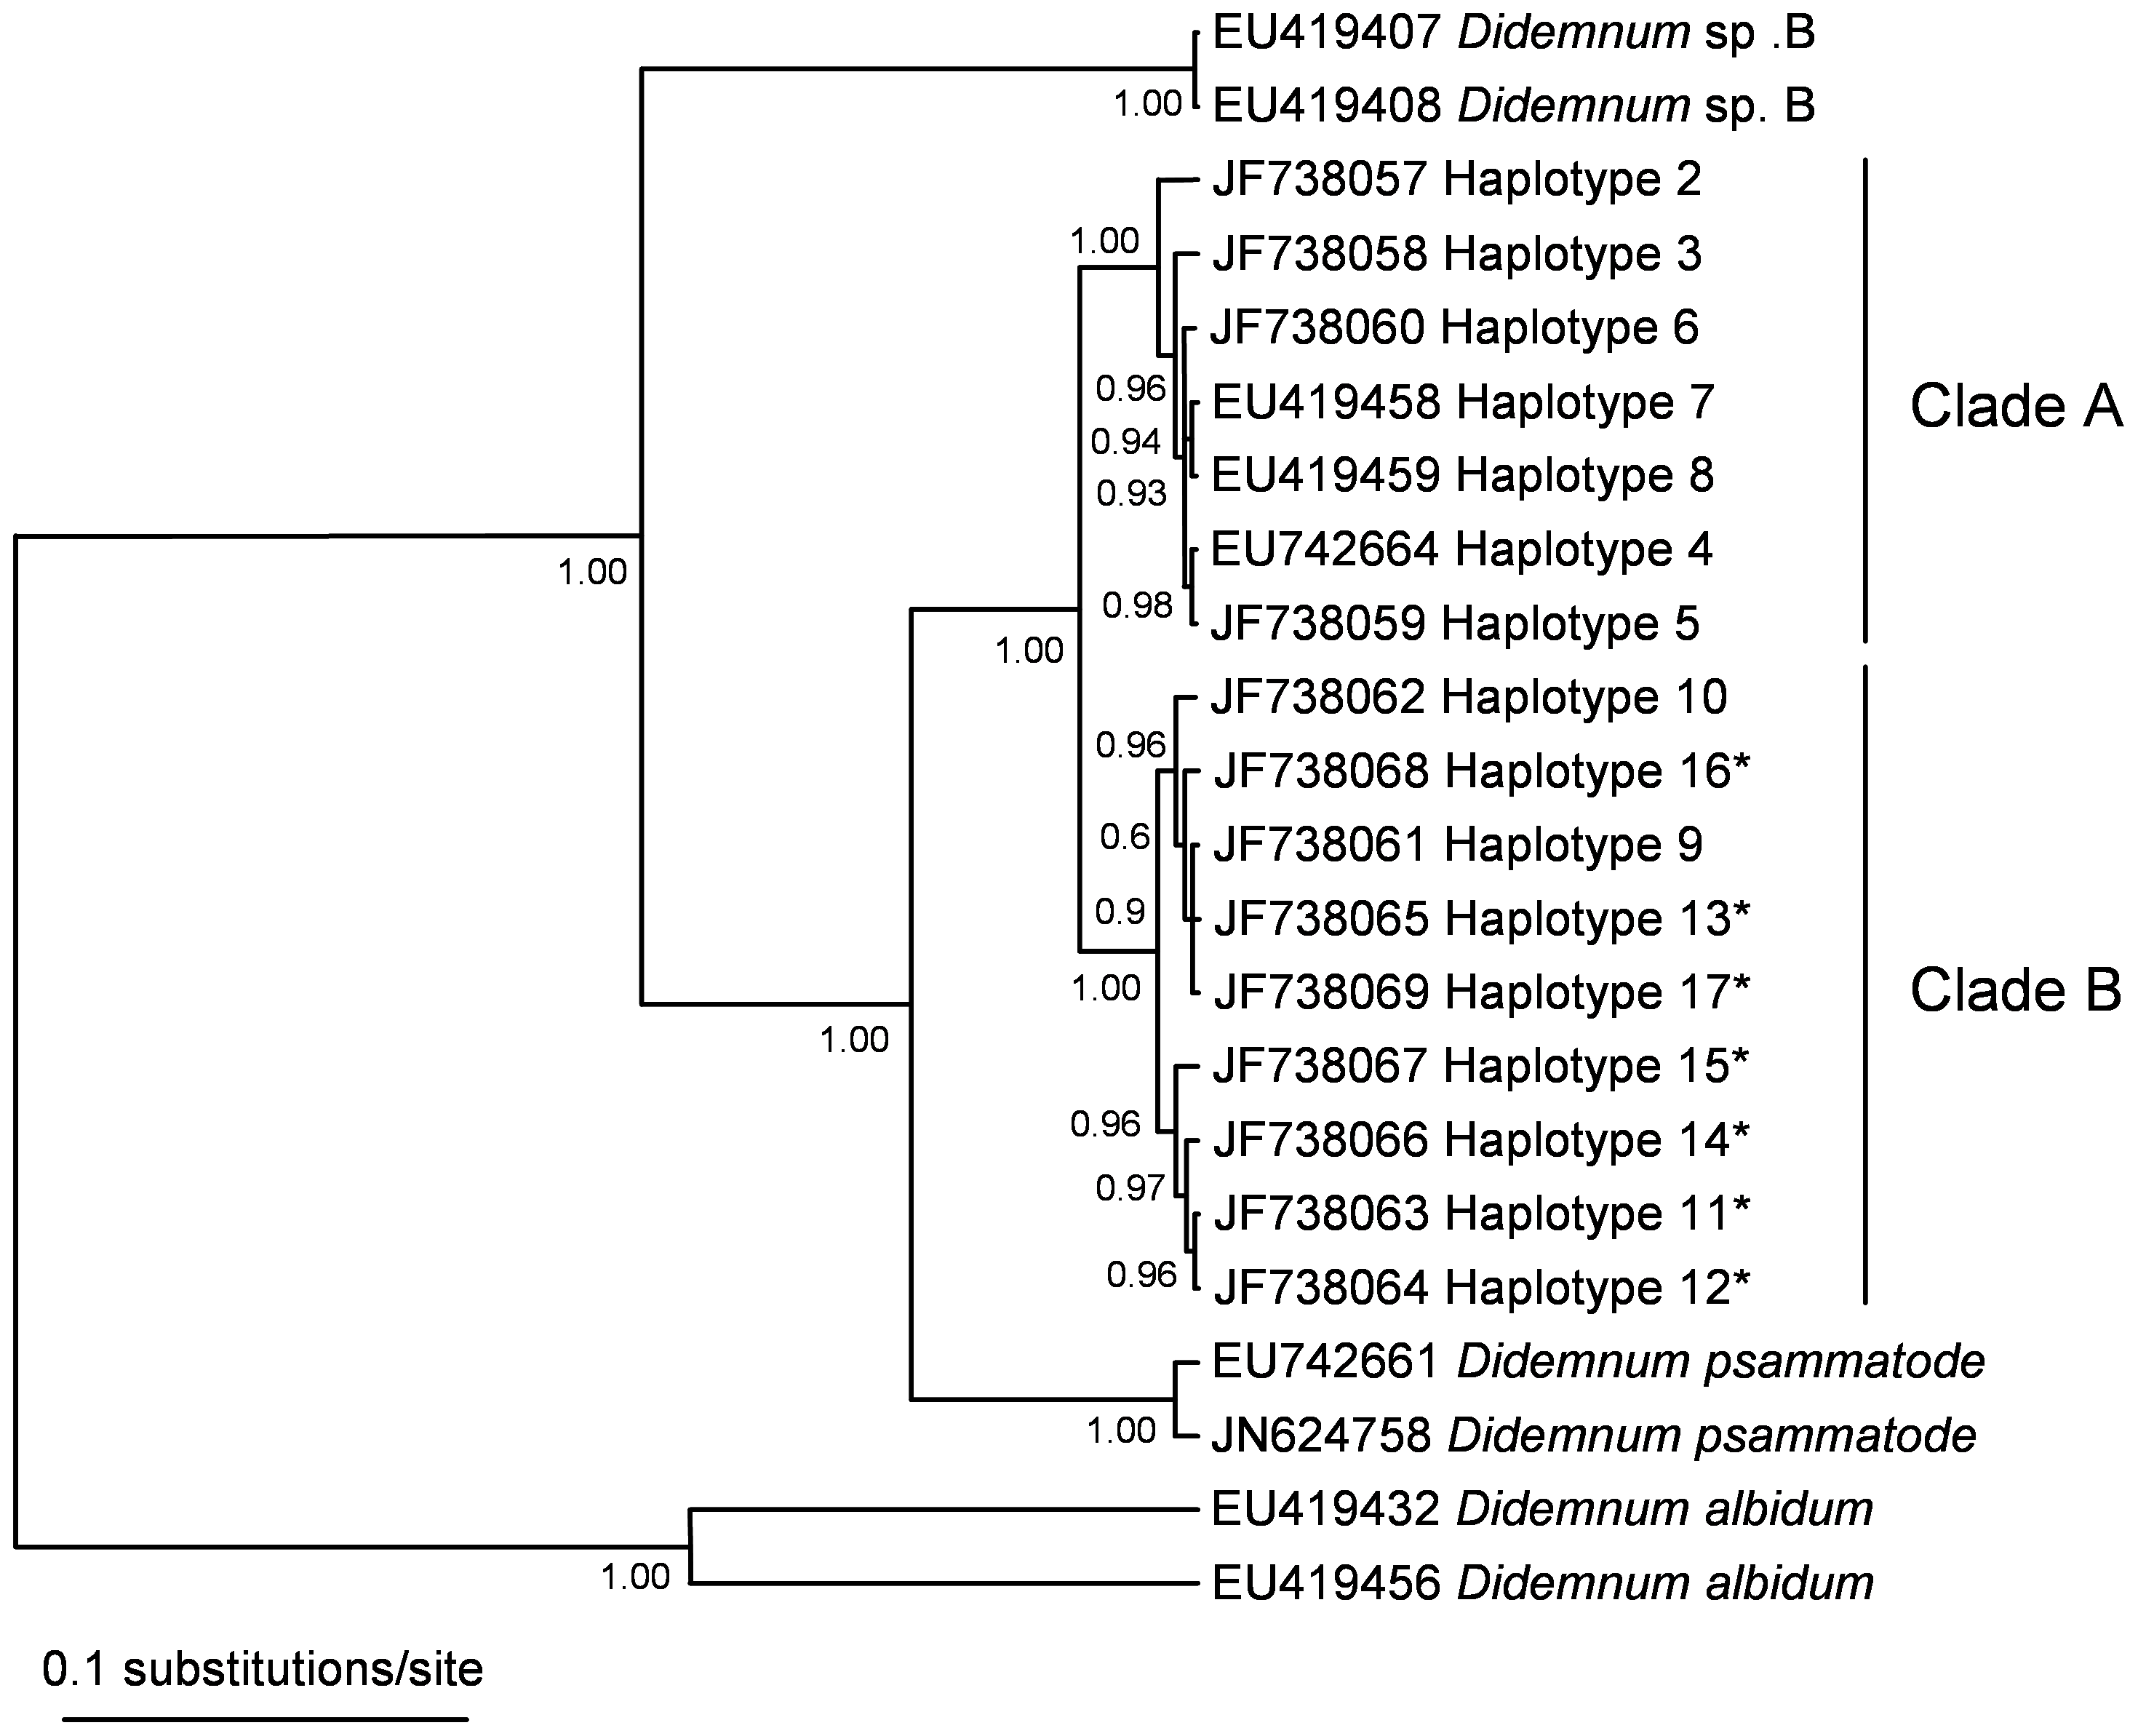 EU419407 Didemnum sp .B
1.00
EU419408 Didemnum sp. B
JF738057 Haplotype 2
1.00
JF738058 Haplotype 3
JF738060 Haplotype 6
0.96
EU419458 Haplotype 7
Clade A
0.94
EU419459 Haplotype 8
0.93
EU742664 Haplotype 4
1.00
0.98
JF738059 Haplotype 5
1.00
JF738062 Haplotype 10
0.96
JF738068 Haplotype 16*
0.6
JF738061 Haplotype 9
0.9
JF738065 Haplotype 13*
1.00
JF738069 Haplotype 17*
Clade B
1.00
JF738067 Haplotype 15*
0.96
JF738066 Haplotype 14*
0.97
JF738063 Haplotype 11*
0.96
JF738064 Haplotype 12*
EU742661 Didemnum psammatode
1.00
JN624758 Didemnum psammatode
EU419432 Didemnum albidum
1.00
EU419456 Didemnum albidum
0.1 substitutions/site